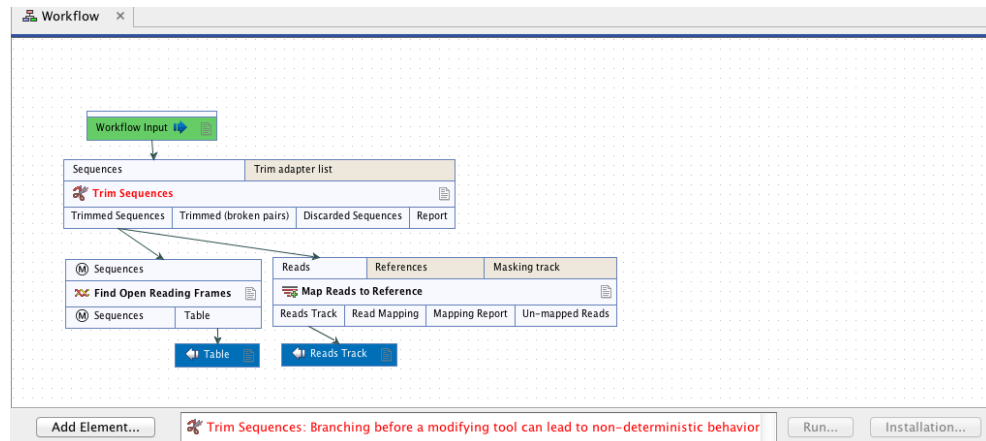 Workflow ×
Workflow Input
Sequences Trim adapter list
Trim Sequences
Trimmed Sequences Trimmed (broken pairs) Discarded Sequences Report
M Sequences
Reads References Masking track
Find Open Reading Frames
Map Reads to Reference
M Sequences Table
Reads Track Read Mapping Mapping Report Un-mapped Reads
Table
Reads Track
Add Element...
Trim Sequences: Branching before a modifying tool can lead to non-deterministic behavior
Run...
Installation...